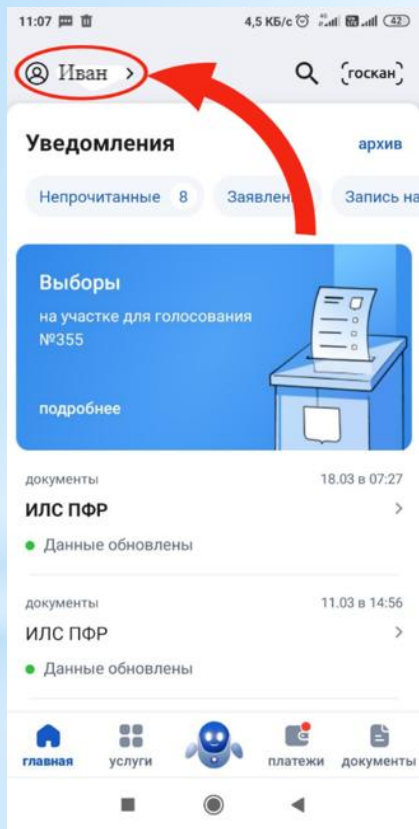 11:07 4,5 КБ/с 4G 42
Иван > госкан
Уведомления архив
Непрочитанные 8 Заявлен Запись на
Выборы
на участке для голосования
№355
подробнее
документы 18.03 в 07:27
ИЛС ПФР >
Данные обновлены
документы 11.03 в 14:56
ИЛС ПФР >
Данные обновлены
главная услуги платежи документы